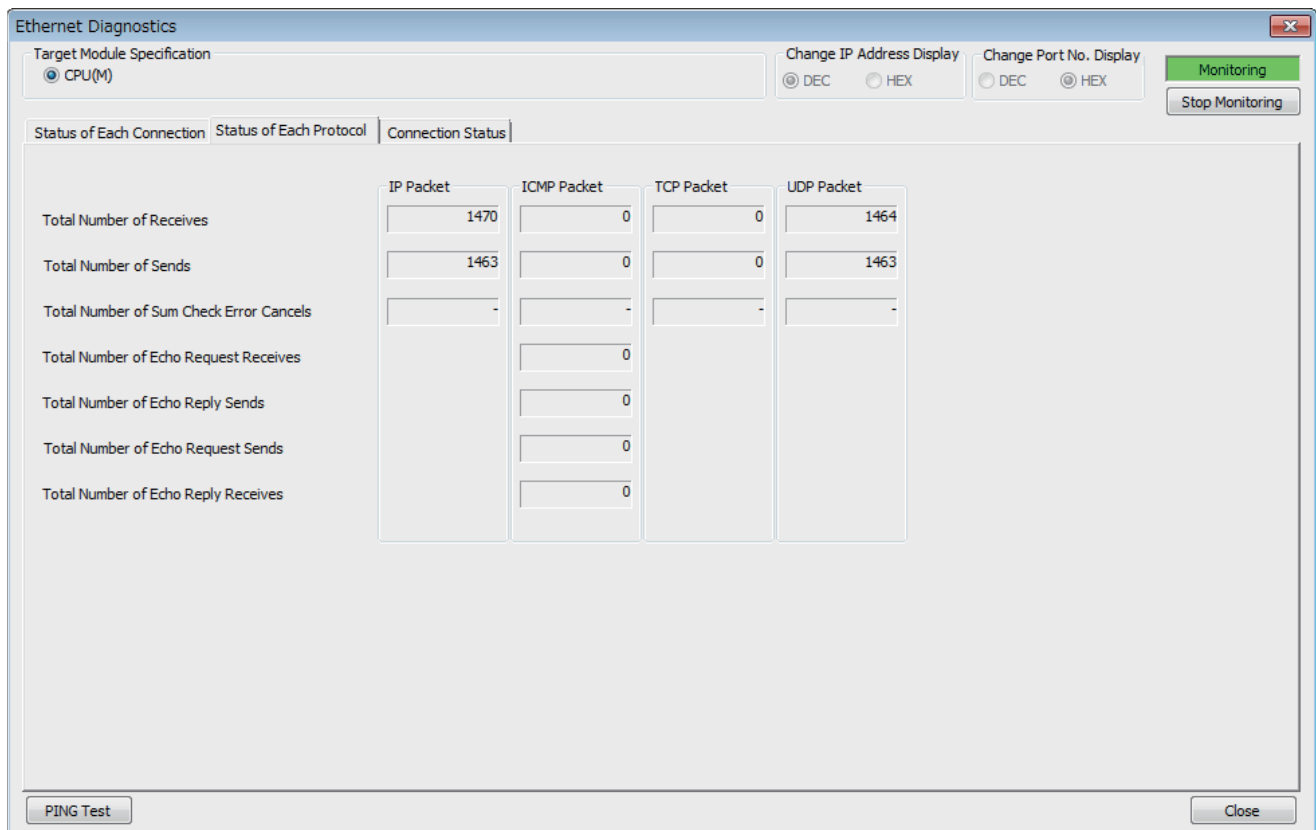 Ethernet Diagnostics
Target Module Specification
CPU(M)
Change IP Address Display
DEC HEX
Change Port No. Display
DEC HEX
Monitoring
Stop Monitoring
Status of Each Connection Status of Each Protocol Connection Status
IP Packet ICMP Packet TCP Packet UDP Packet
Total Number of Receives 1470 0 0 1464
Total Number of Sends 1463 0 0 1463
Total Number of Sum Check Error Cancels - - - -
Total Number of Echo Request Receives 0
Total Number of Echo Reply Sends 0
Total Number of Echo Request Sends 0
Total Number of Echo Reply Receives 0
PING Test Close